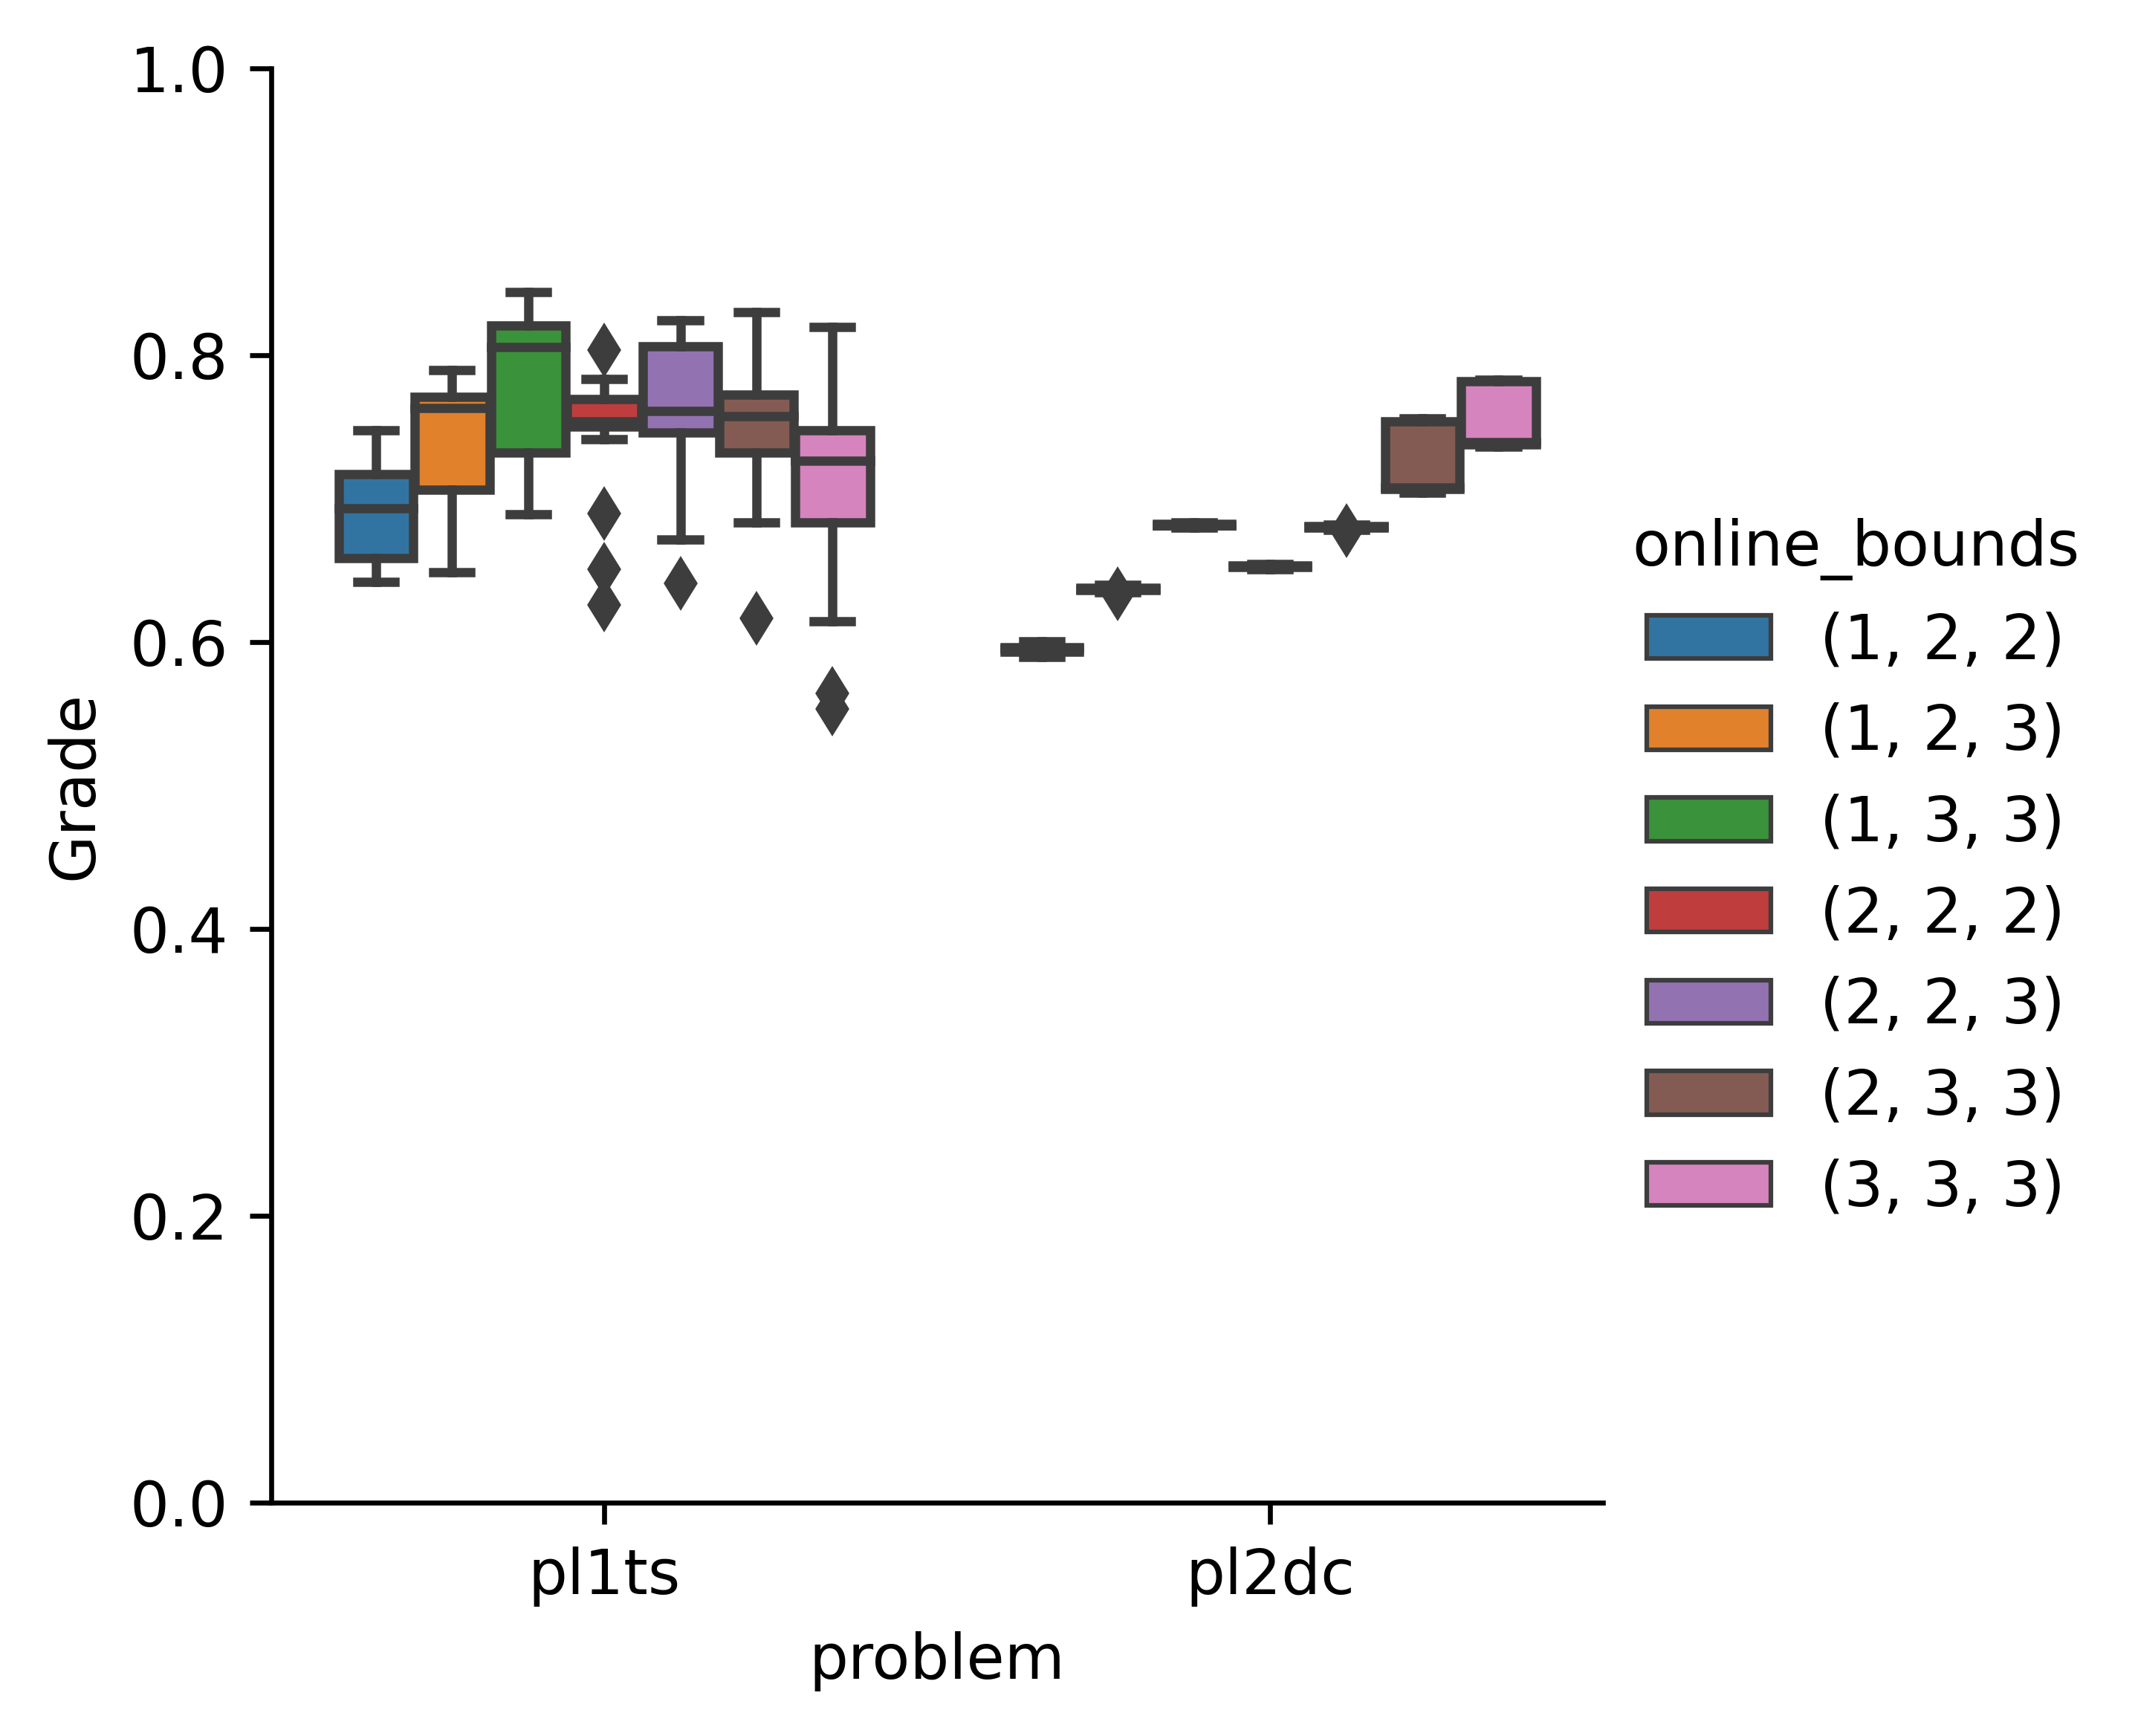 1.0
0.8
0.6
0.4
0.2
0.0
Grade
pl1ts
pl2dc
problem
online_bounds
(1, 2, 2)
(1, 2, 3)
(1, 3, 3)
(2, 2, 2)
(2, 2, 3)
(2, 3, 3)
(3, 3, 3)